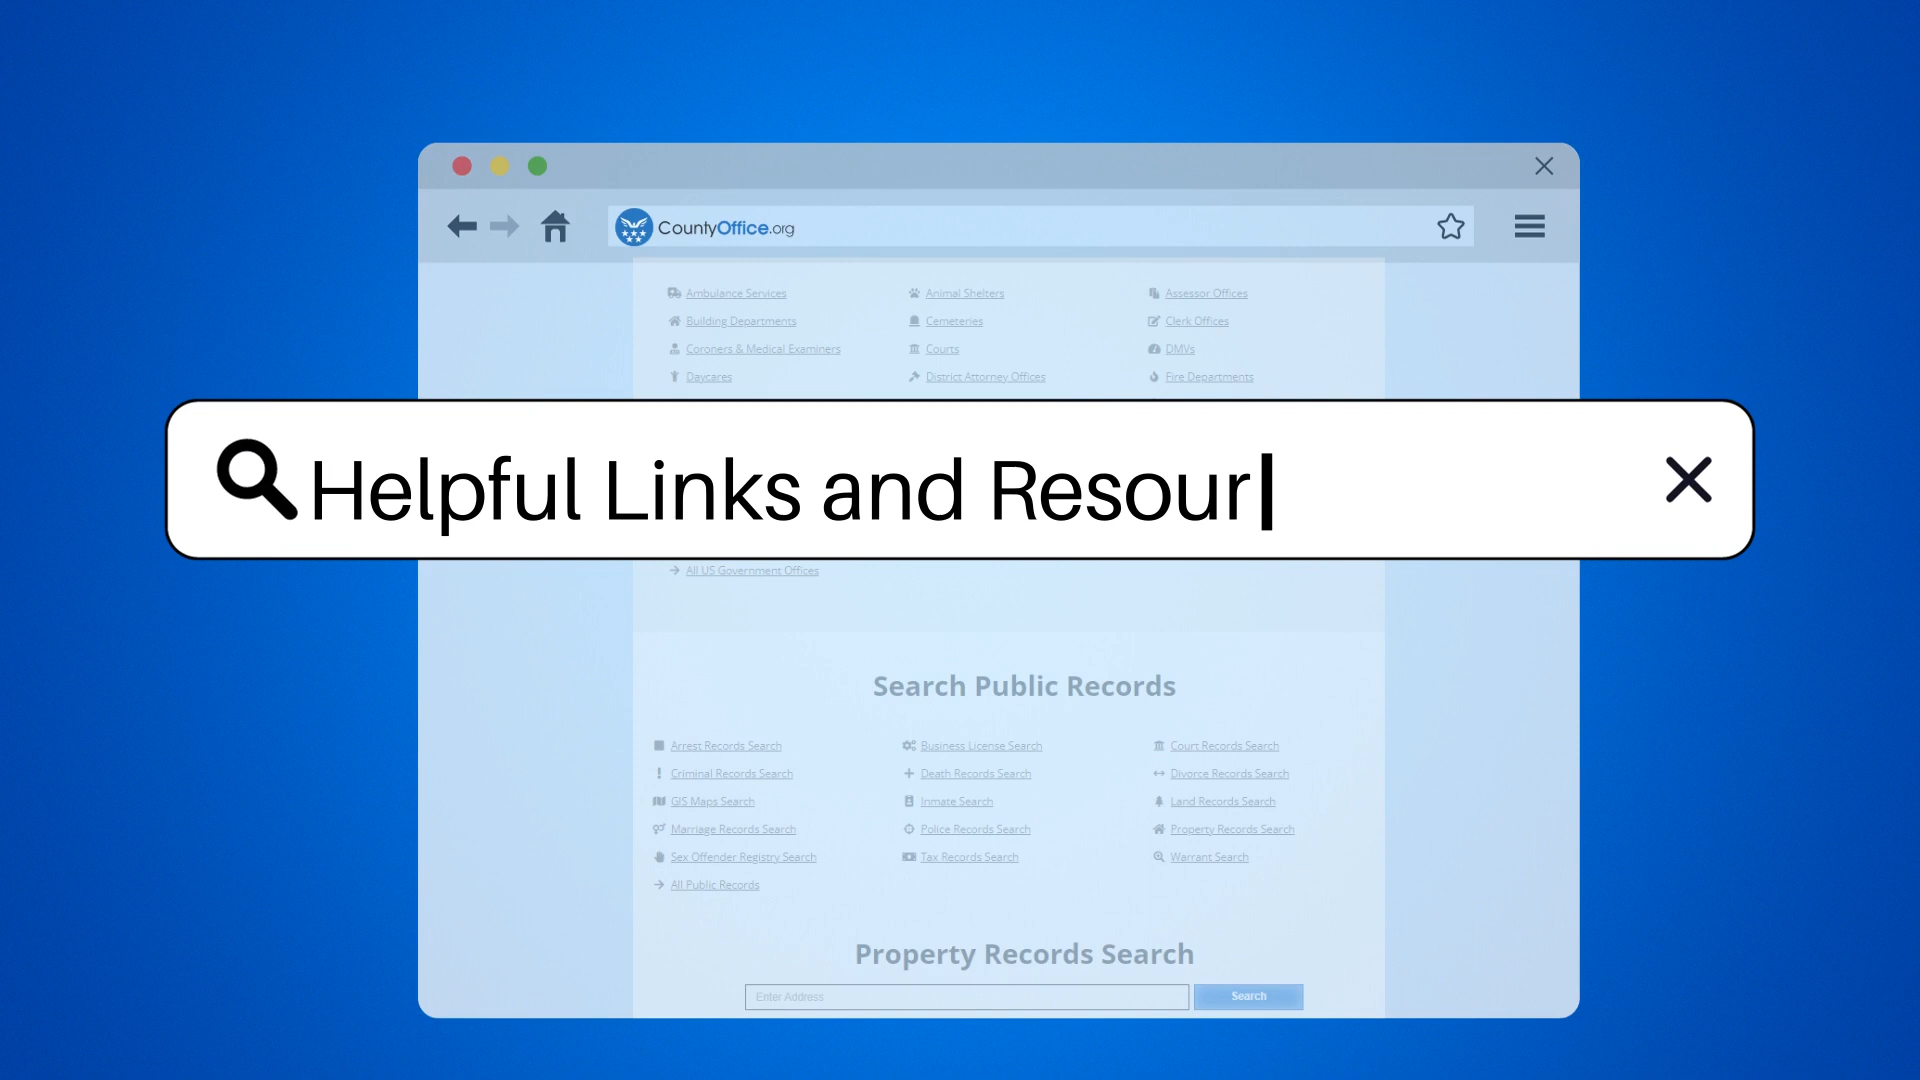 CountyOffice.org
Ambulance Services Animal Shelters Assessor Offices
Building Departments Cemeteries Clerk Offices
Coroners & Medical Examiners Courts DMVs
Daycares District Attorney Offices Fire Departments
Helpful Links and Resour
All US Government Offices
Search Public Records
Arrest Records Search Business License Search Court Records Search
Criminal Records Search Death Records Search Divorce Records Search
GIS Maps Search Inmate Search Land Records Search
Marriage Records Search Police Records Search Property Records Search
Sex Offender Registry Search Tax Records Search Warrant Search
All Public Records
Property Records Search
Enter Address Search